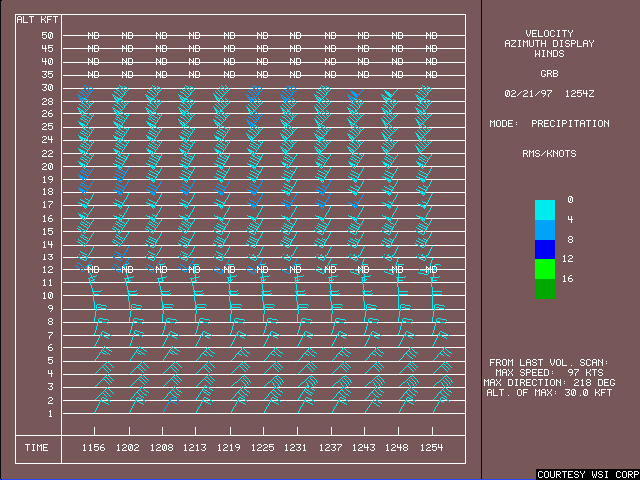 ALT KFT
50 ND ND ND ND ND ND ND ND ND ND ND
45 ND ND ND ND ND ND ND ND ND ND ND
40 ND ND ND ND ND ND ND ND ND ND ND
35 ND ND ND ND ND ND ND ND ND ND ND
30
28
26
25
24
22
20
19
18
17
16
15
14
13
12 ND ND ND ND ND ND ND ND ND ND
11
10
9
8
7
6
5
4
3
2
1
TIME 1156 1202 1208 1213 1219 1225 1231 1237 1243 1248 1254
VELOCITY
AZIMUTH DISPLAY
WINDS
GRB
02/21/97 1254Z
MODE: PRECIPITATION
RMS/KNOTS
0
4
8
12
16
FROM LAST VOL. SCAN:
MAX SPEED: 97 KTS
MAX DIRECTION: 218 DEG
ALT. OF MAX: 30.0 KFT
COURTESY WSI CORP